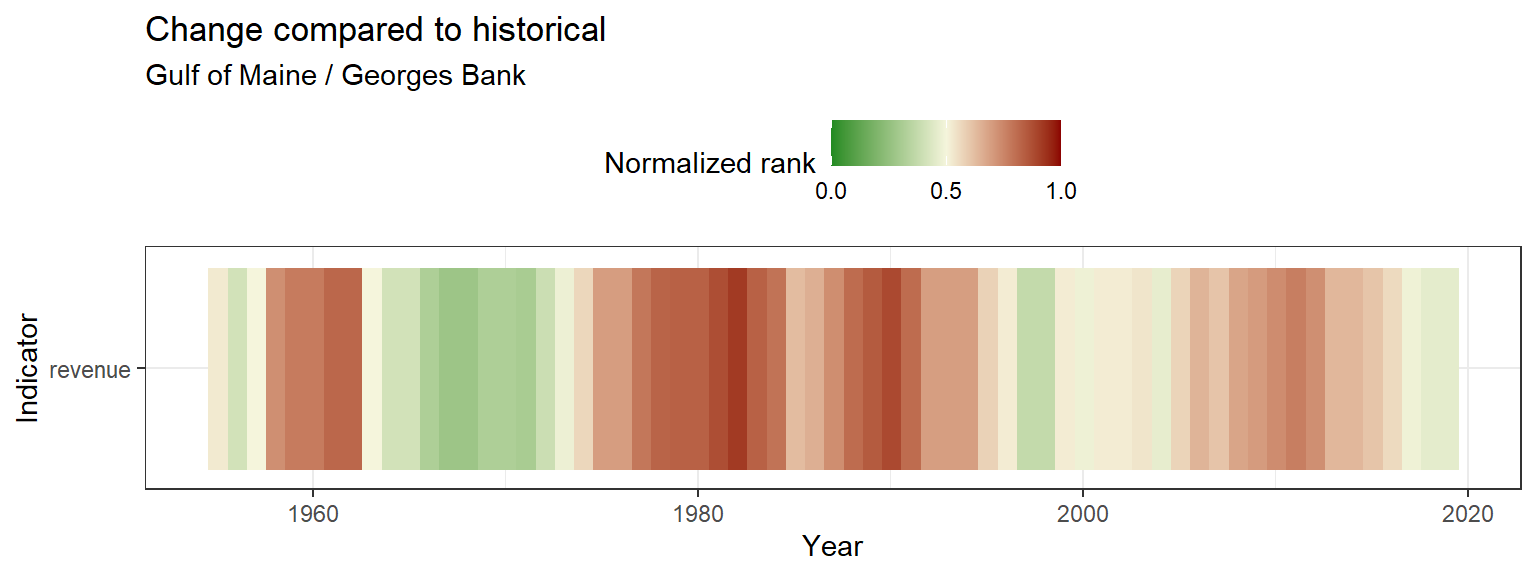 Change compared to historical
Gulf of Maine / Georges Bank
Normalized rank
0.0 0.5 1.0
Indicator
revenue
1960 1980 2000 2020
Year